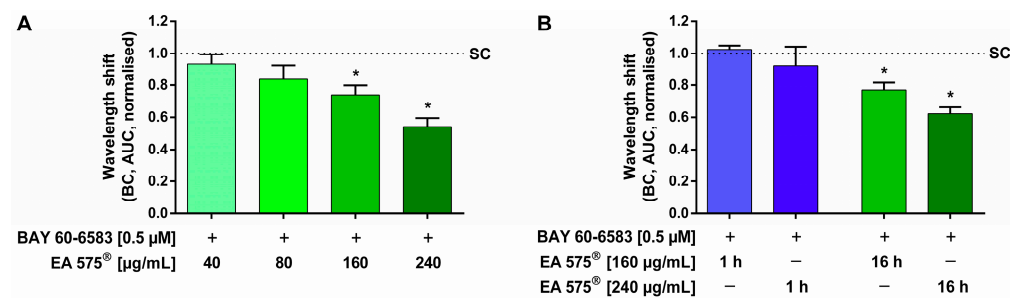 A
Wavelength shift
(BC, AUC, normalised)
1.2
1.0
0.8
0.6
0.4
0.2
0.0
SC
*
*
BAY 60-6583 [0.5 µM] + + + +
EA 575® [µg/mL] 40 80 160 240
B
Wavelength shift
(BC, AUC, normalised)
1.2
1.0
0.8
0.6
0.4
0.2
0.0
SC
*
*
BAY 60-6583 [0.5 µM] + + + +
EA 575® [160 µg/mL] 1 h – 16 h –
EA 575® [240 µg/mL] – 1 h – 16 h